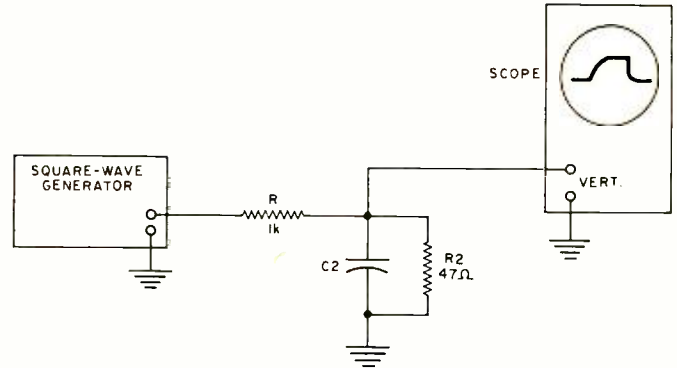 SCOPE
VERT.
SQUARE-WAVE
GENERATOR
R
1k
C2
R2
47Ω